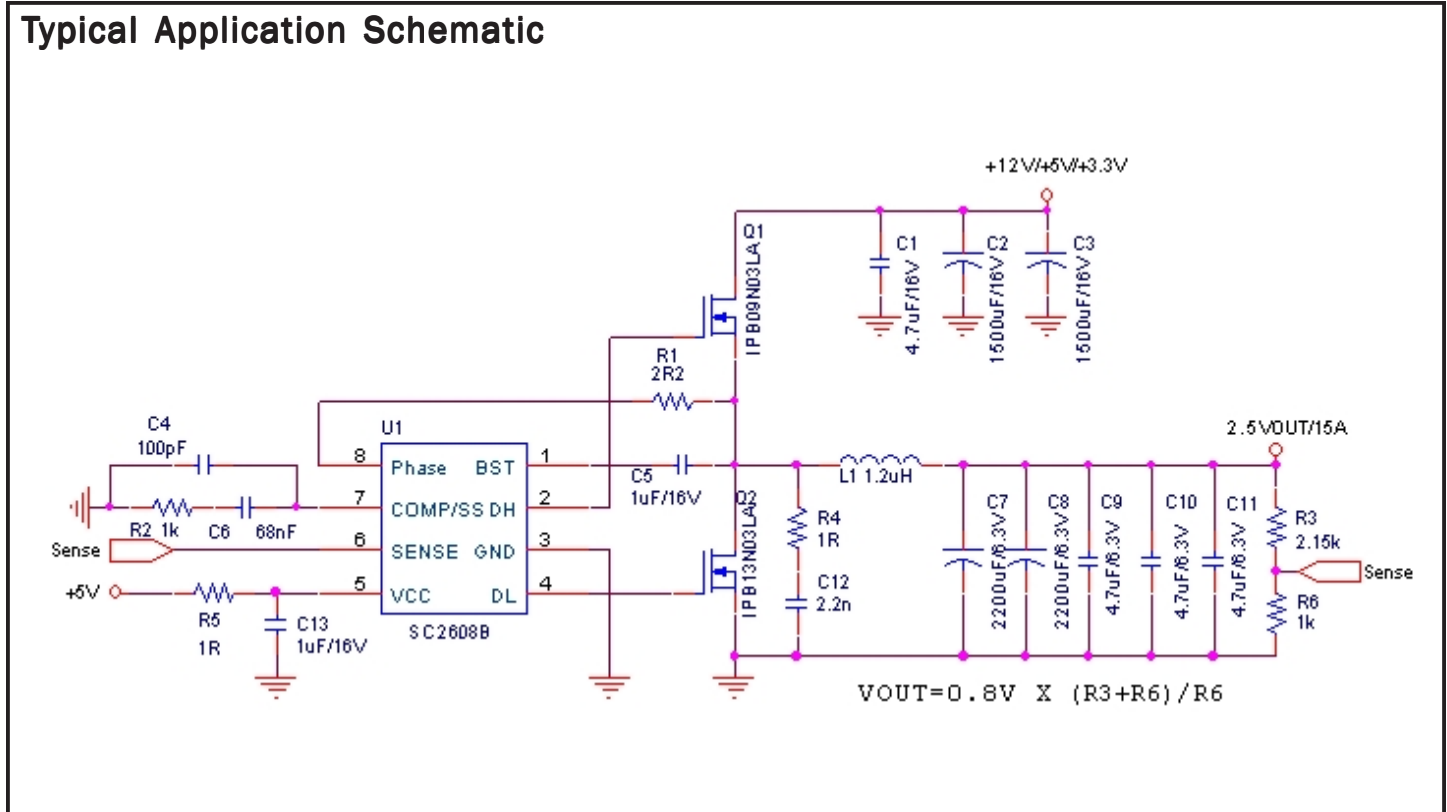 Typical Application Schematic
+12V/+5V/+3.3V
Q1
IPB09N03LA
C1
4.7uF/16V
C2
1500uF/16V
C3
1500uF/16V
R1
2R2
C4
100pF
U1
8
Phase
BST
1
7
COMP/SS
DH
2
6
SENSE
GND
3
5
VCC
DL
4
SC2608B
R2 1k
C6
68nF
Sense
+5V
R5
1R
C13
1uF/16V
C5
1uF/16V
Q2
IPB13N03LA
L1 1.2uH
R4
1R
C12
2.2n
C7
2200uF/6.3V
C8
2200uF/6.3V
C9
4.7uF/6.3V
C10
4.7uF/6.3V
C11
4.7uF/6.3V
2.5VOUT/15A
R3
2.15k
Sense
R6
1k
VOUT=0.8V X (R3+R6)/R6